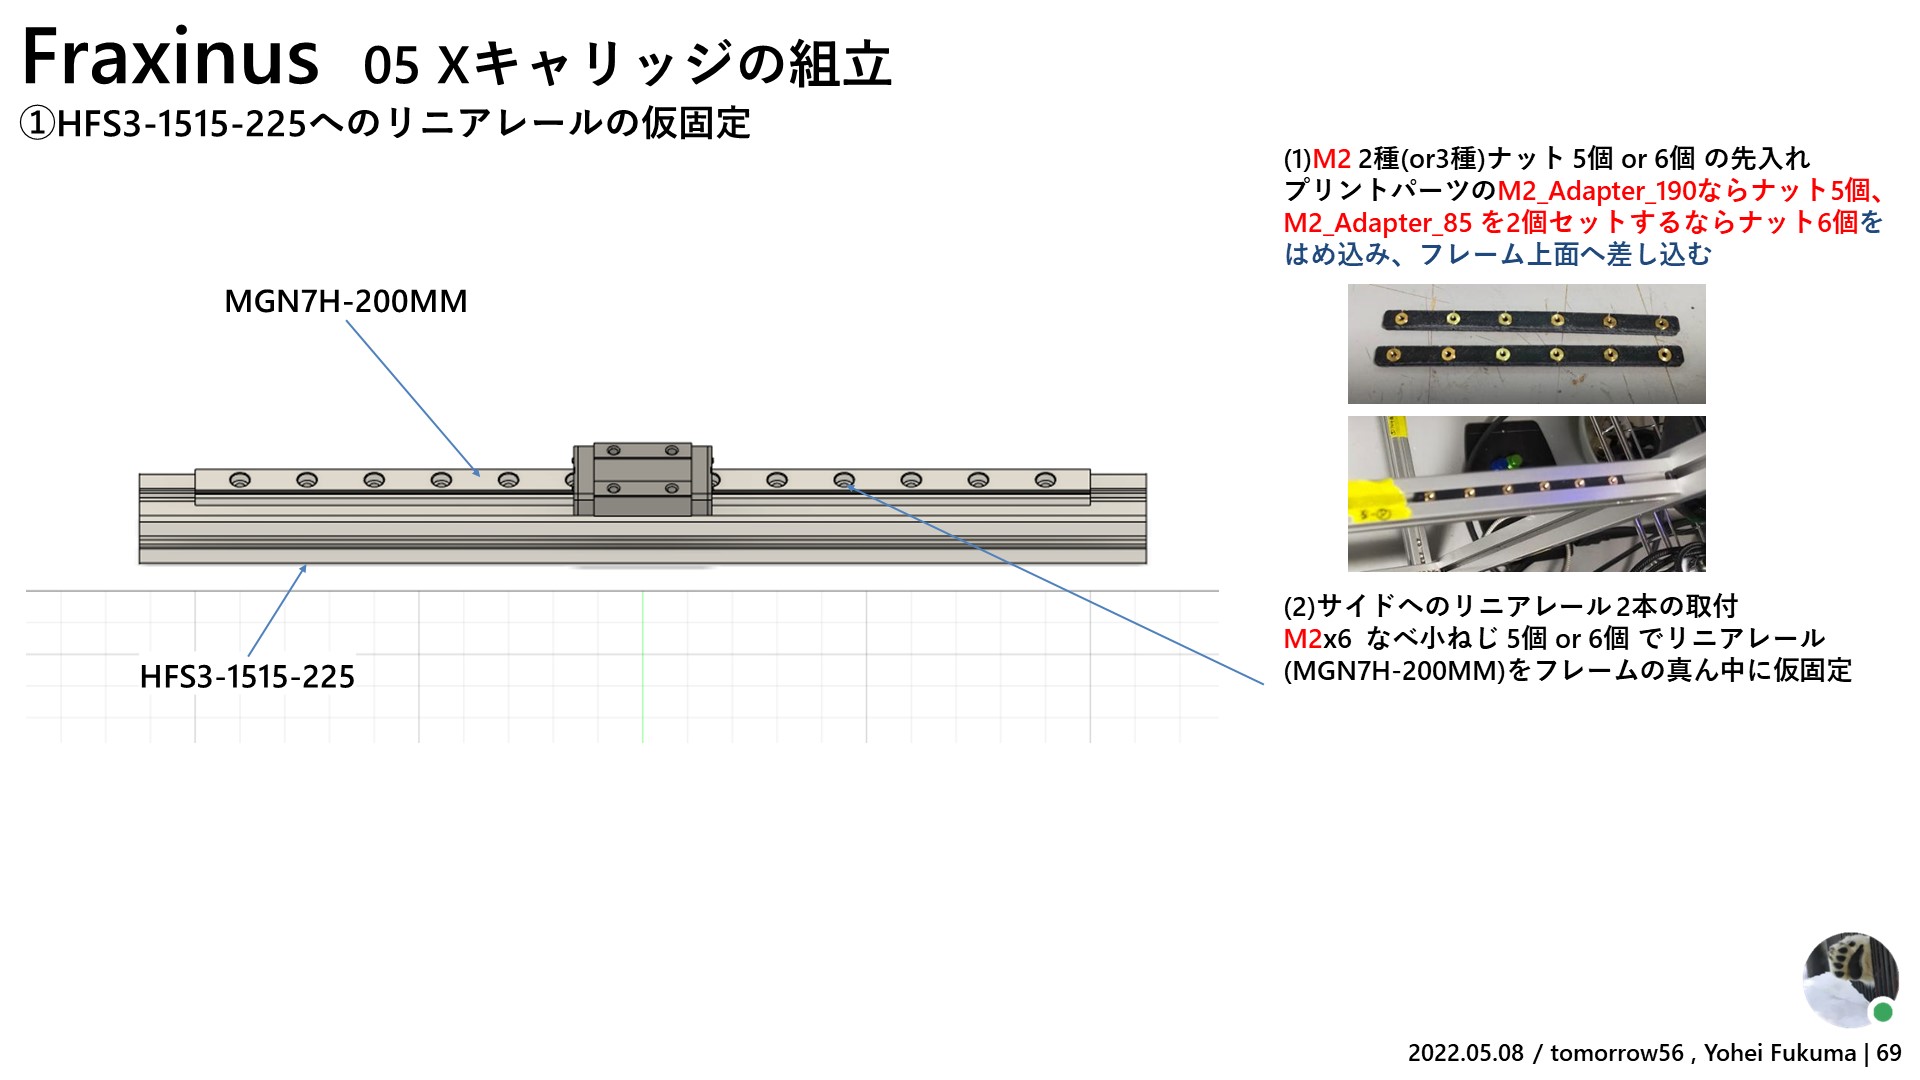 Fraxinus 05 Xキャリッジの組立
①HFS3-1515-225へのリニアレールの仮固定
(1)M2 2種(or3種)ナット 5個 or 6個 の先入れ
プリントパーツのM2_Adapter_190ならナット5個、
M2_Adapter_85 を2個セットするならナット6個を
はめ込み、フレーム上面へ差し込む
MGN7H-200MM
HFS3-1515-225
(2)サイドへのリニアレール2本の取付
M2x6 なべ小ねじ 5個 or 6個 でリニアレール
(MGN7H-200MM)をフレームの真ん中に仮固定
2022.05.08 / tomorrow56 , Yohei Fukuma | 69